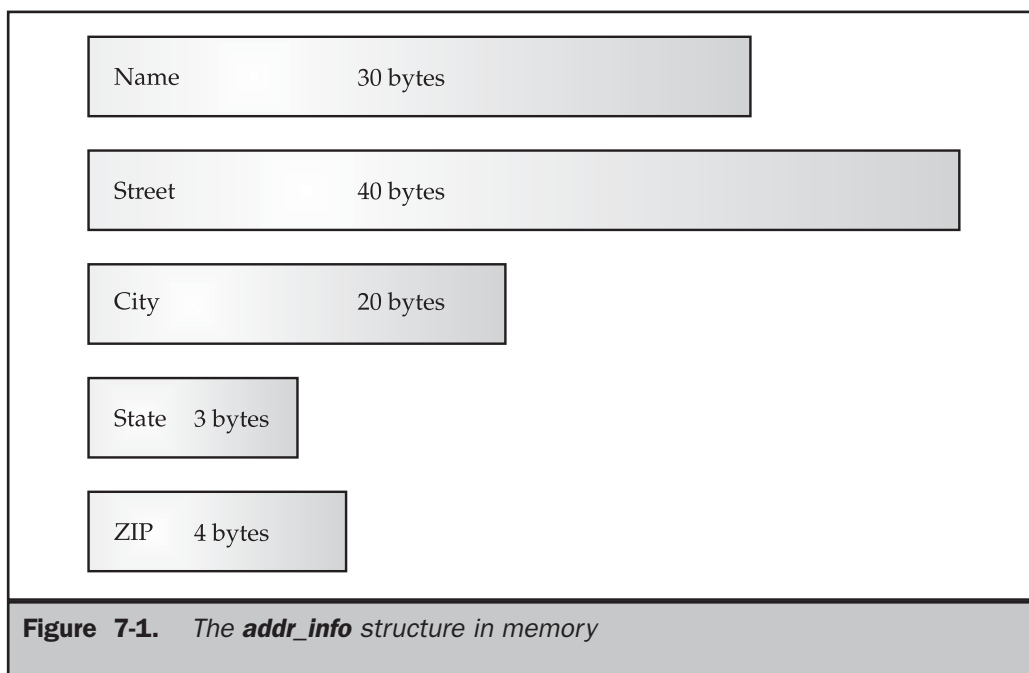 Name 30 bytes
Street 40 bytes
City 20 bytes
State 3 bytes
ZIP 4 bytes
Figure 7-1. The addr_info structure in memory